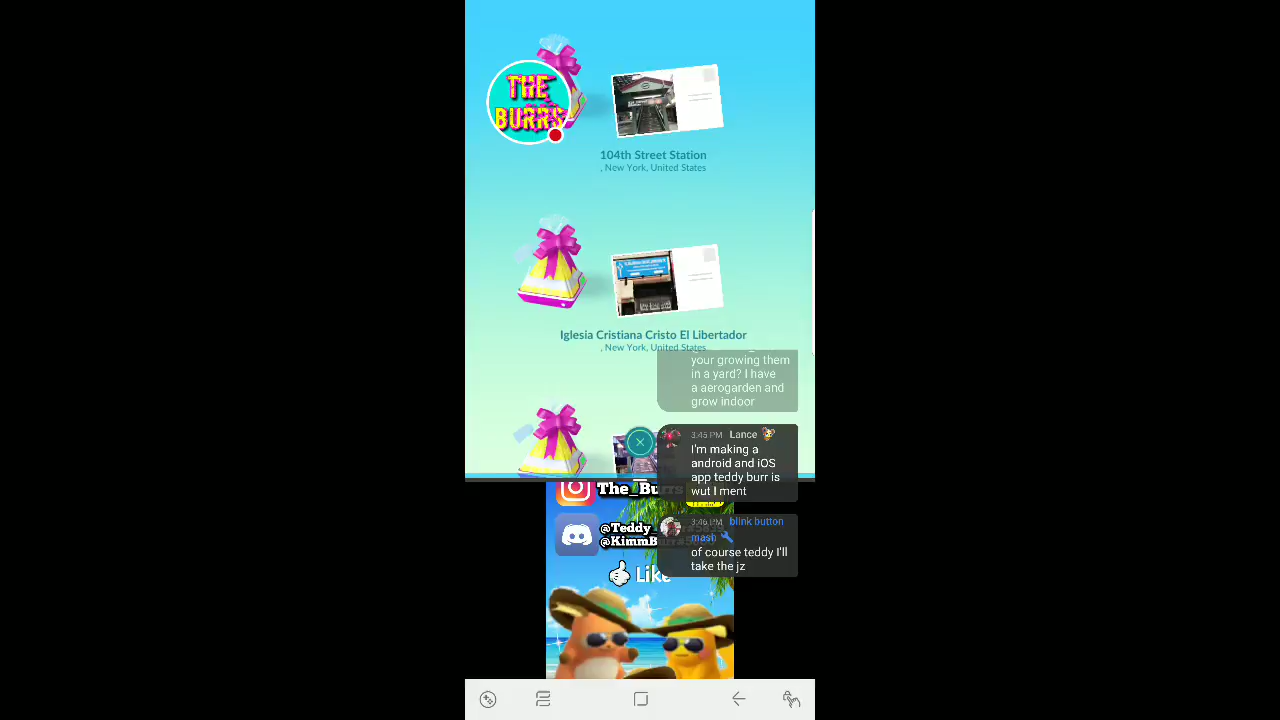 THE
BURRS
104th Street Station
, New York, United States
Iglesia Cristiana Cristo El Libertador
, New York, United States
your growing them
in a yard? I have
a aerogarden and
grow indoor
3:45 PM Lance
I'm making a
android and iOS
app teddy burr is
wut I ment
3:46 PM blink button
mash
of course teddy I'll
take the jz
The_Burrs
@Teddy_
@KimmB
Like